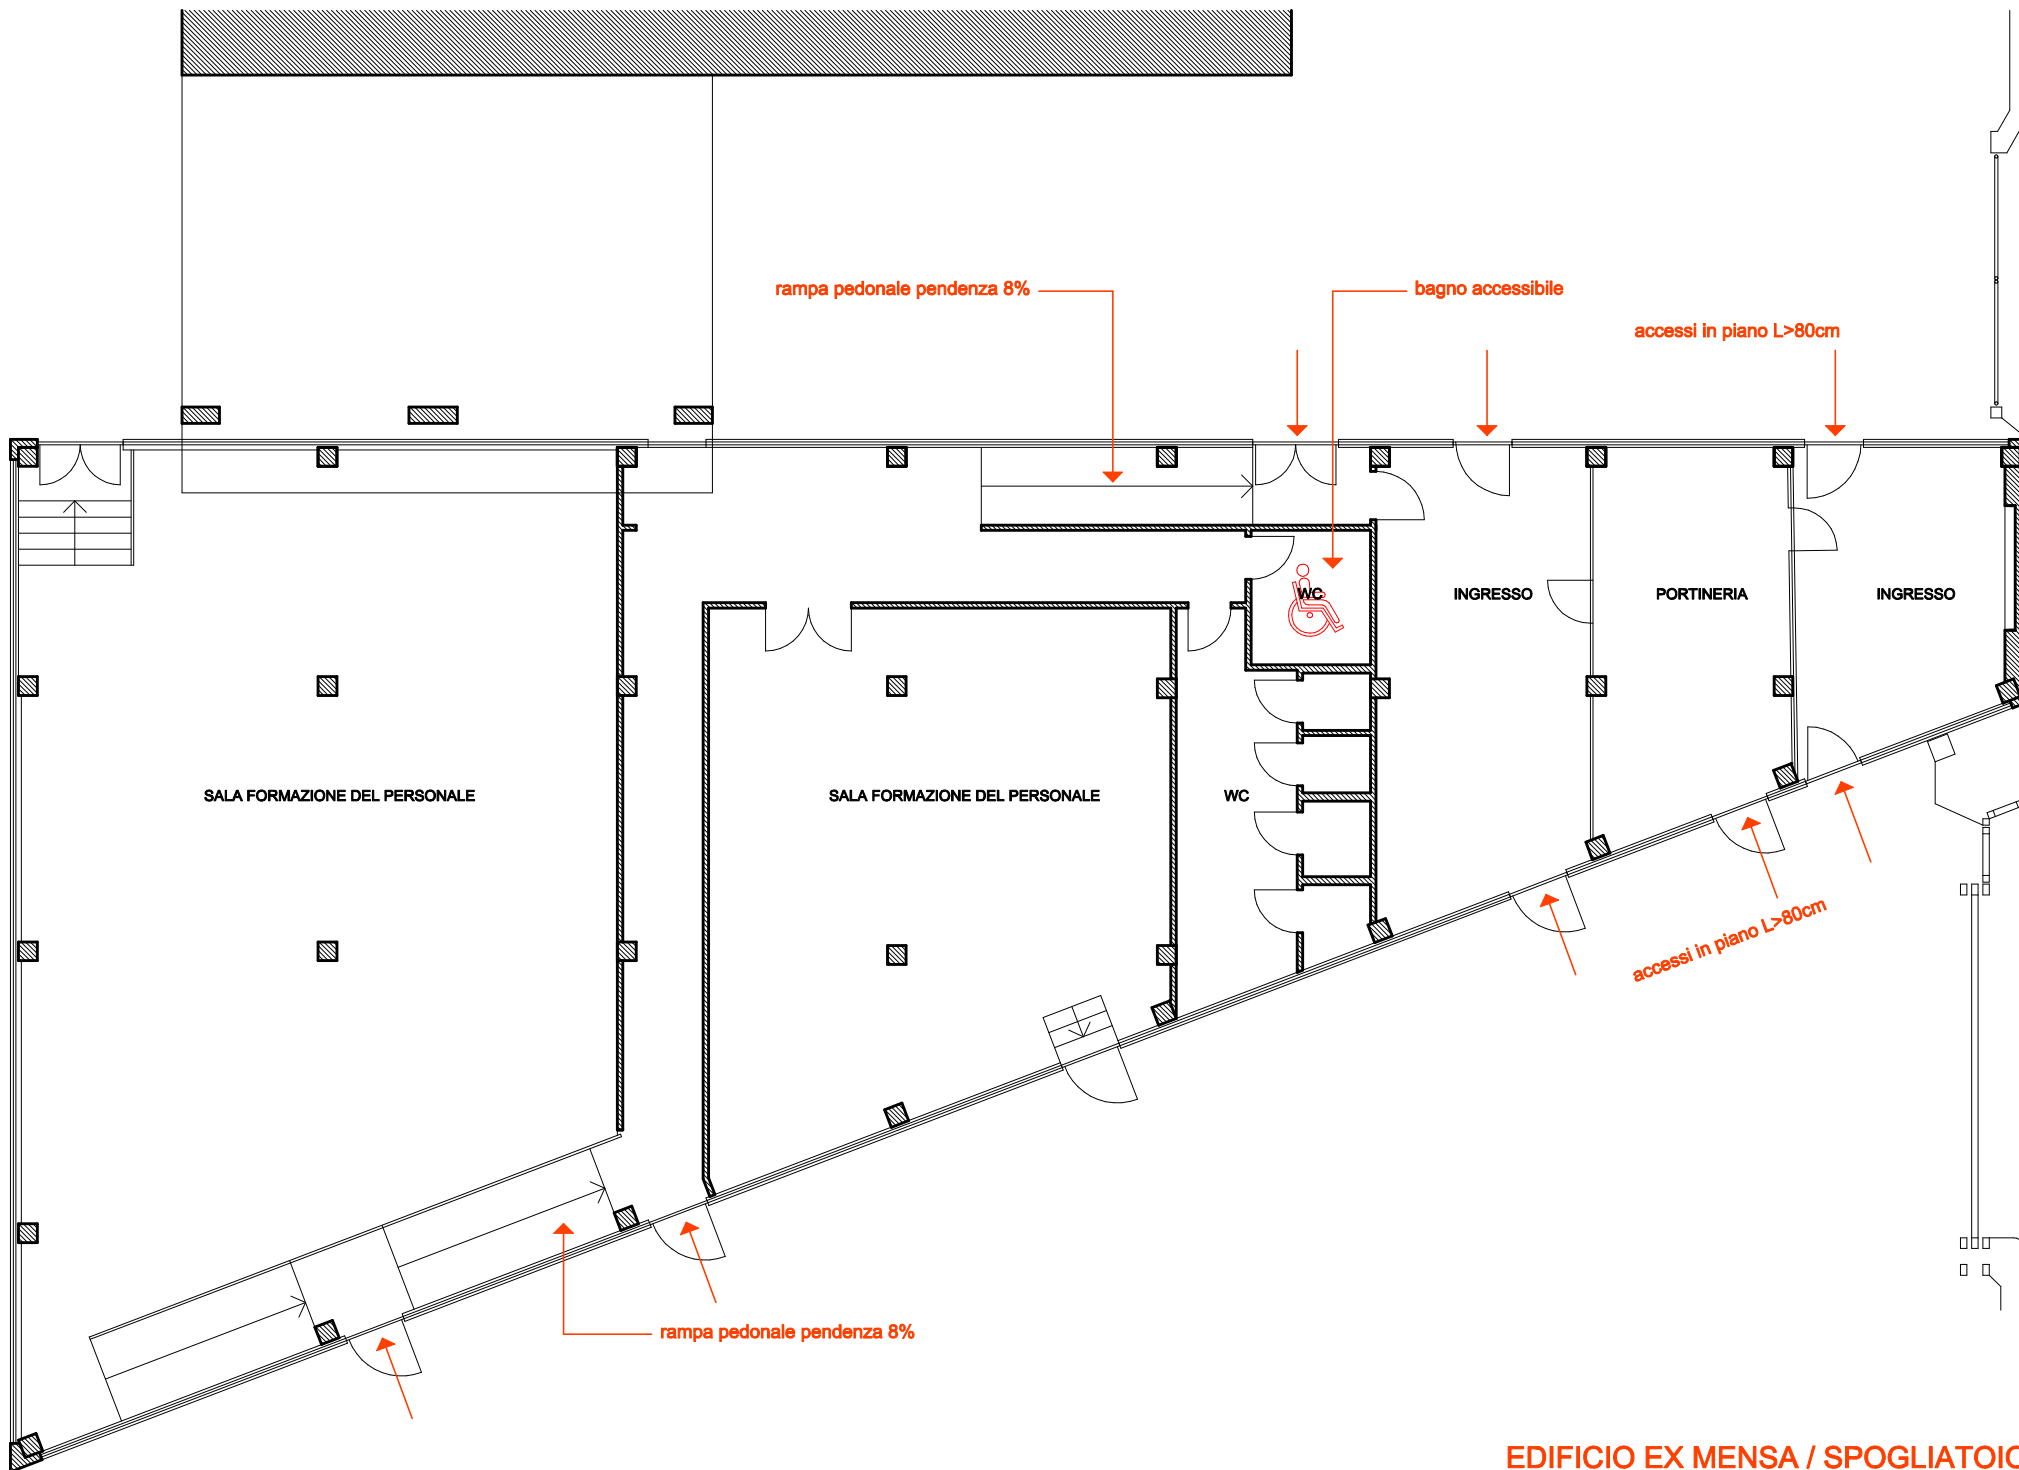 rampa pedonale pendenza 8%
bagno accessibile
accessi in piano L>80cm
WC
INGRESSO
PORTINERIA
INGRESSO
SALA FORMAZIONE DEL PERSONALE
SALA FORMAZIONE DEL PERSONALE
WC
accessi in piano L>80cm
rampa pedonale pendenza 8%
EDIFICIO EX MENSA / SPOGLIATOIO